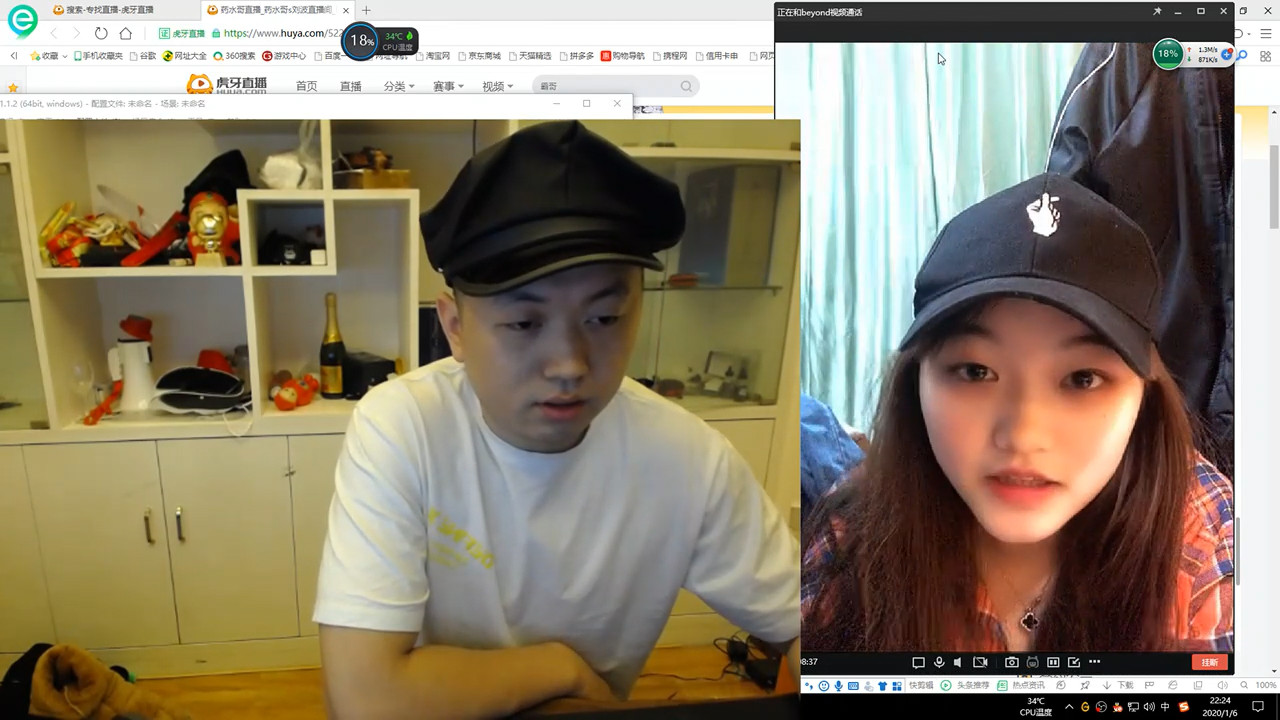 搜索-专找直播-虎牙直播
药水哥直播_药水哥s刘波直播间
正在和beyond视频通话
证 虎牙直播 https://www.huya.com/522
18% 34℃
CPU温度
18% 1.3M/s
871K/s
收藏 手机收藏夹 谷歌 网址大全 360搜索 游戏中心 淘宝网 京东商城 天猫精选 拼多多 购物导航 携程网 信用卡申
虎牙直播
HUYA.COM
首页 直播 分类 赛事 视频 霸哥
1.1.2 (64bit, windows) - 配置文件: 未命名 - 场景: 未命名
08:37
挂断
快剪辑 头条推荐 热点资讯 下载 100%
34℃
CPU温度
中
22:24
2020/1/6